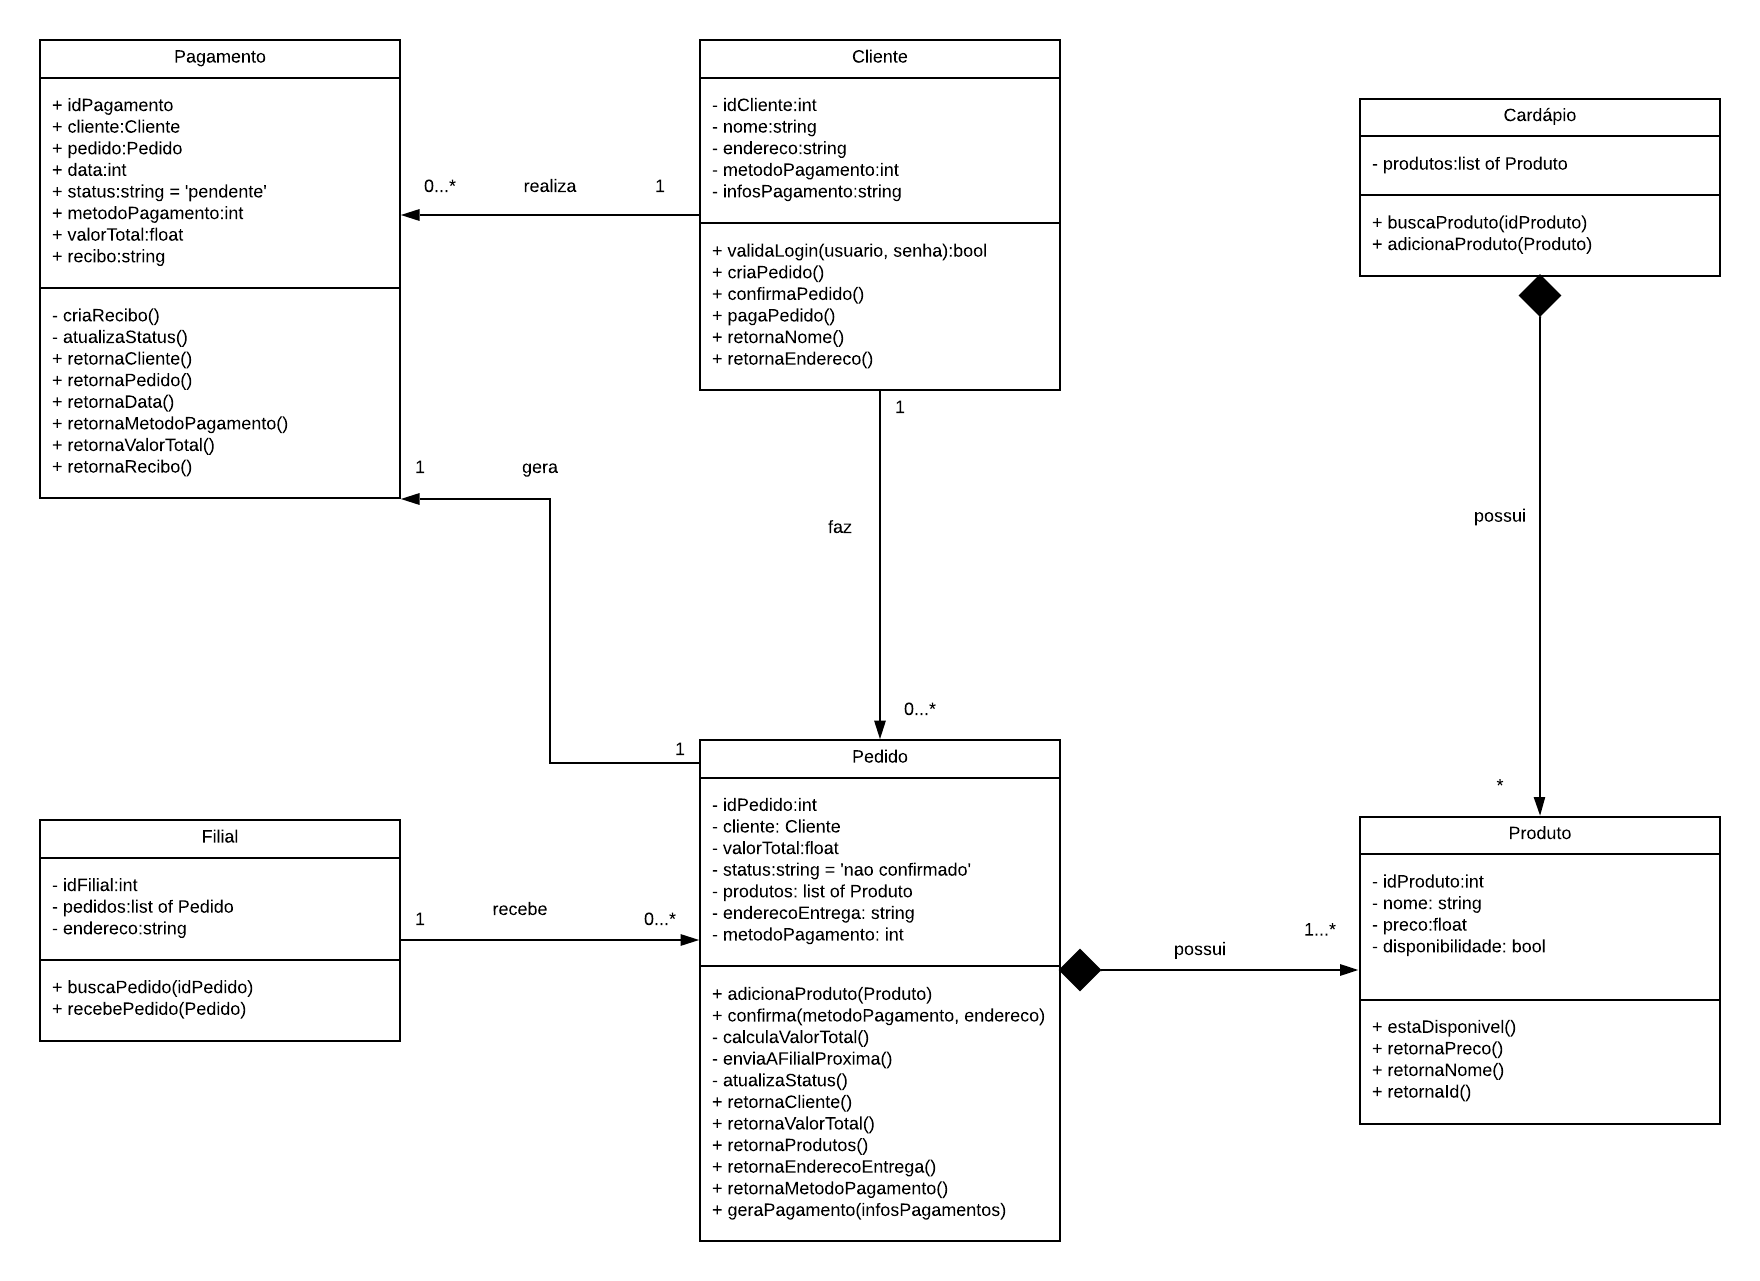 Pagamento
+ idPagamento
+ cliente:Cliente
+ pedido:Pedido
+ data:int
+ status:string = 'pendente'
+ metodoPagamento:int
+ valorTotal:float
+ recibo:string
- criaRecibo()
- atualizaStatus()
+ retornaCliente()
+ retornaPedido()
+ retornaData()
+ retornaMetodoPagamento()
+ retornaValorTotal()
+ retornaRecibo()
0...*
realiza
1
Cliente
- idCliente:int
- nome:string
- endereco:string
- metodoPagamento:int
- infosPagamento:string
+ validaLogin(usuario, senha):bool
+ criaPedido()
+ confirmaPedido()
+ pagaPedido()
+ retornaNome()
+ retornaEndereco()
Cardápio
- produtos:list of Produto
+ buscaProduto(idProduto)
+ adicionaProduto(Produto)
1
gera
1
1
faz
0...*
possui
*
Filial
- idFilial:int
- pedidos:list of Pedido
- endereco:string
+ buscaPedido(idPedido)
+ recebePedido(Pedido)
1
recebe
0...*
Pedido
- idPedido:int
- cliente: Cliente
- valorTotal:float
- status:string = 'nao confirmado'
- produtos: list of Produto
- enderecoEntrega: string
- metodoPagamento: int
+ adicionaProduto(Produto)
+ confirma(metodoPagamento, endereco)
- calculaValorTotal()
- enviaAFilialProxima()
- atualizaStatus()
+ retornaCliente()
+ retornaValorTotal()
+ retornaProdutos()
+ retornaEnderecoEntrega()
+ retornaMetodoPagamento()
+ geraPagamento(infosPagamentos)
possui
1...*
Produto
- idProduto:int
- nome: string
- preco:float
- disponibilidade: bool
+ estaDisponivel()
+ retornaPreco()
+ retornaNome()
+ retornaId()